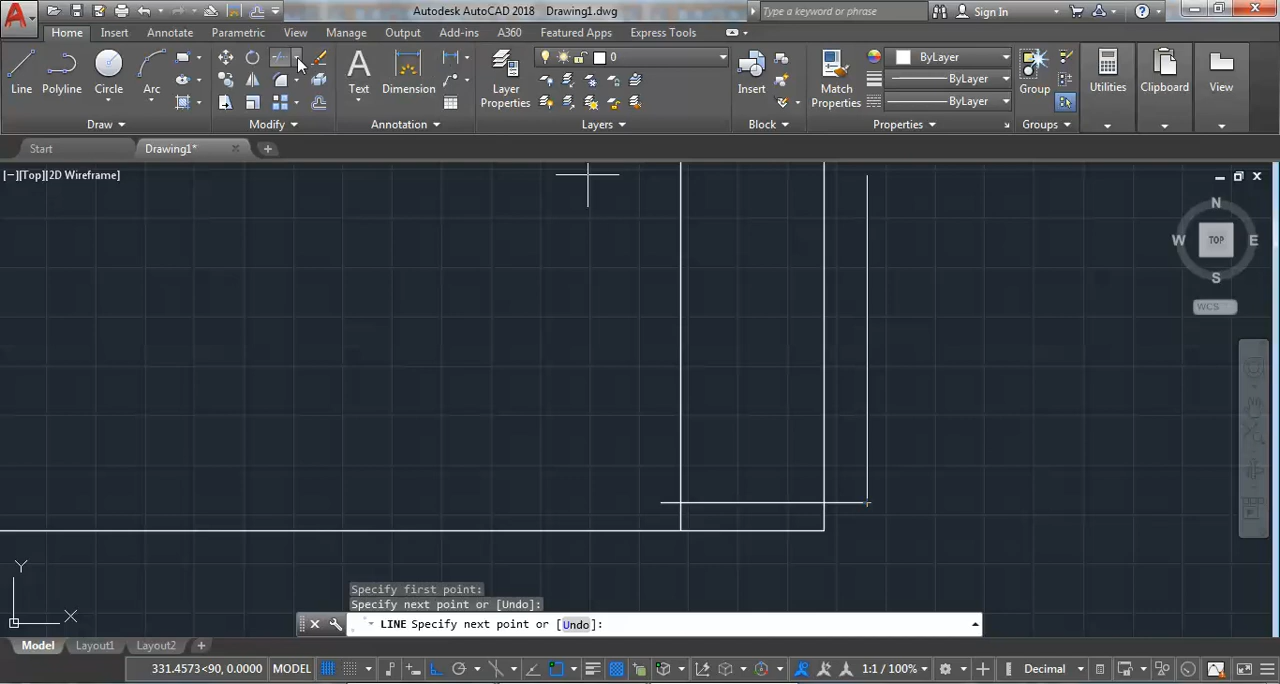 Autodesk AutoCAD 2018 Drawing1.dwg
Type a keyword or phrase
Sign In
Home Insert Annotate Parametric View Manage Output Add-ins A360 Featured Apps Express Tools
0
ByLayer
ByLayer
ByLayer
Line Polyline Circle Arc
Text Dimension
Layer Properties
Insert
Match Properties
Group
Utilities
Clipboard
View
Draw Modify Annotation Layers Block Properties Groups
Start Drawing1*
[−][Top][2D Wireframe]
N
W TOP E
S
WCS
Y
X
Specify first point:
Specify next point or [Undo]:
LINE Specify next point or [Undo]:
Model Layout1 Layout2
331.4573<90, 0.0000 MODEL 1:1 / 100% Decimal